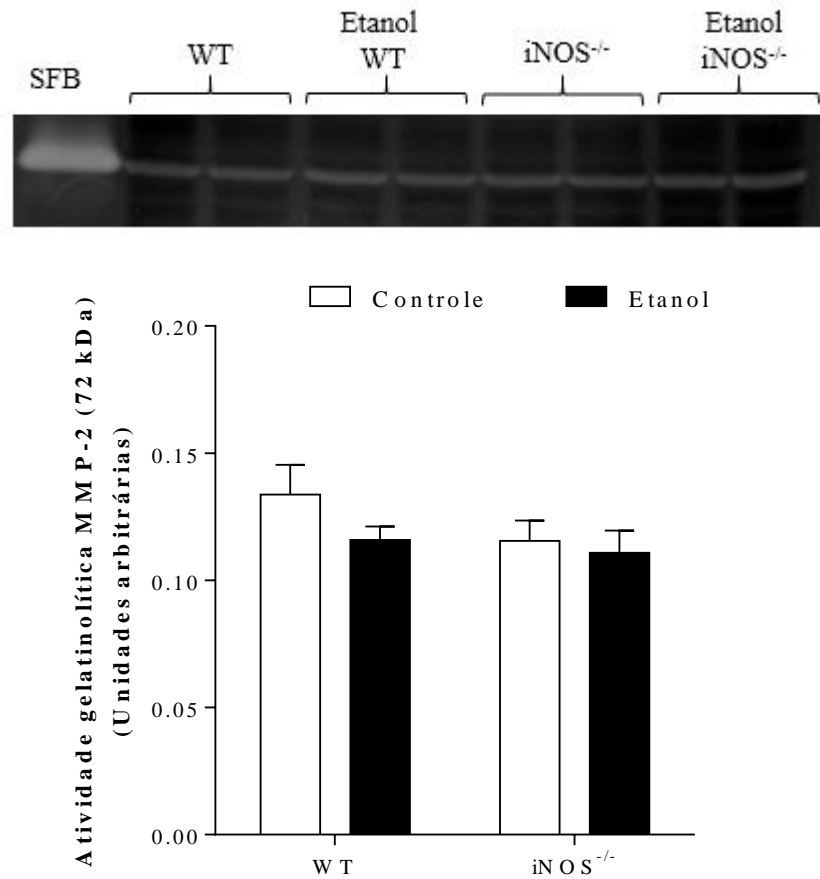 SFB
WT
Etanol
WT
iNOS-/-
Etanol
iNOS-/-
Controle
Etanol
Atividade gelatinolítica MMP-2 (72 kDa)
(Unidades arbitrárias)
0.20
0.15
0.10
0.05
0.00
WT
iNOS-/-